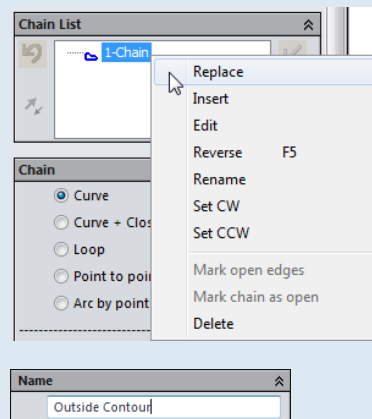 Chain List
1-Chain
Replace
Insert
Edit
Reverse F5
Rename
Set CW
Set CCW
Mark open edges
Mark chain as open
Delete
Chain
Curve
Curve + Clos
Loop
Point to poi
Arc by point
Name
Outside Contour